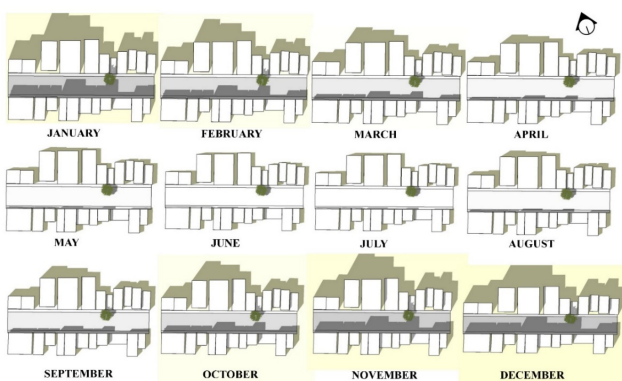 JANUARY
FEBRUARY
MARCH
APRIL
MAY
JUNE
JULY
AUGUST
SEPTEMBER
OCTOBER
NOVEMBER
DECEMBER